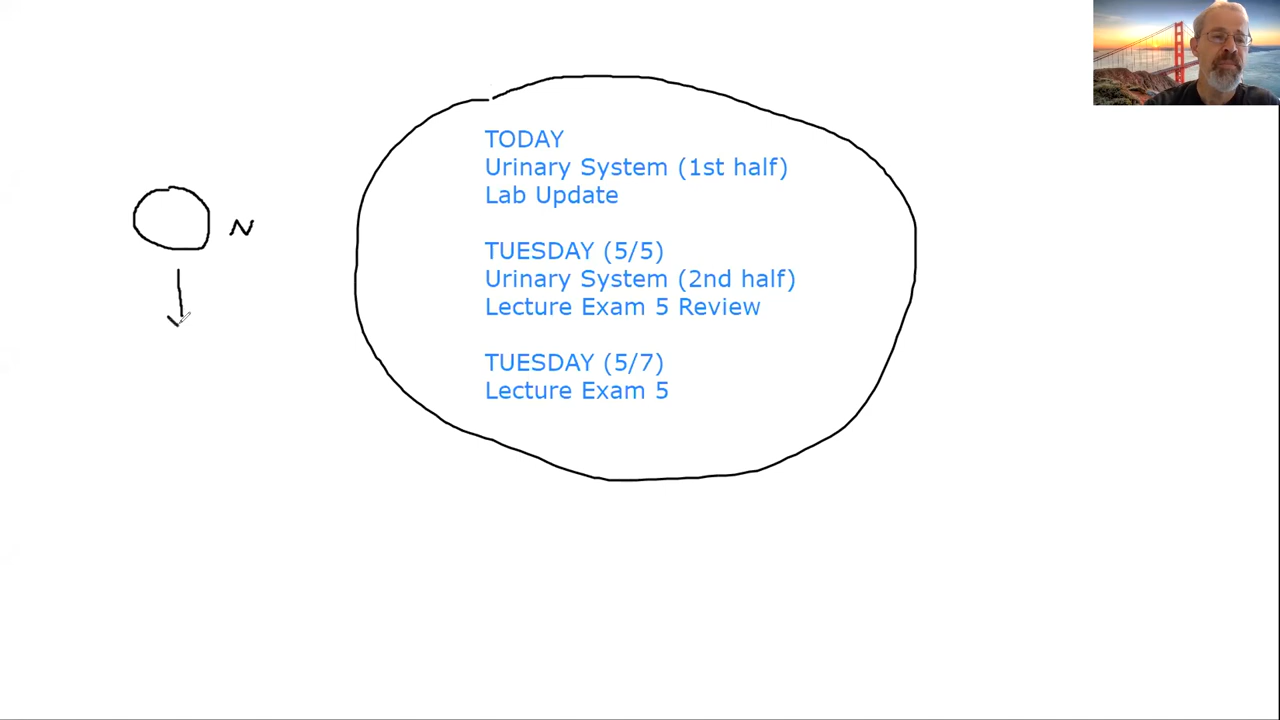 TODAY
Urinary System (1st half)
Lab Update
N
TUESDAY (5/5)
Urinary System (2nd half)
Lecture Exam 5 Review
TUESDAY (5/7)
Lecture Exam 5